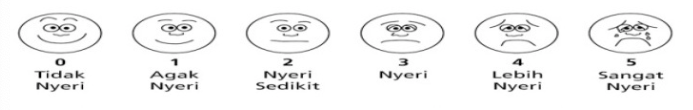 0 1 2 3 4 5
Tidak Agak Nyeri Nyeri Lebih Sangat
Nyeri Nyeri Sedikit Nyeri Nyeri